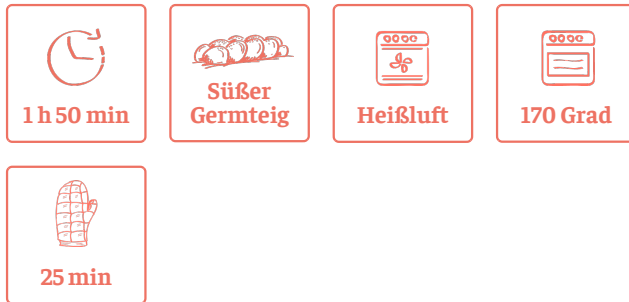 1 h 50 min
Süßer
Germteig
Heißluft
170 Grad
25 min